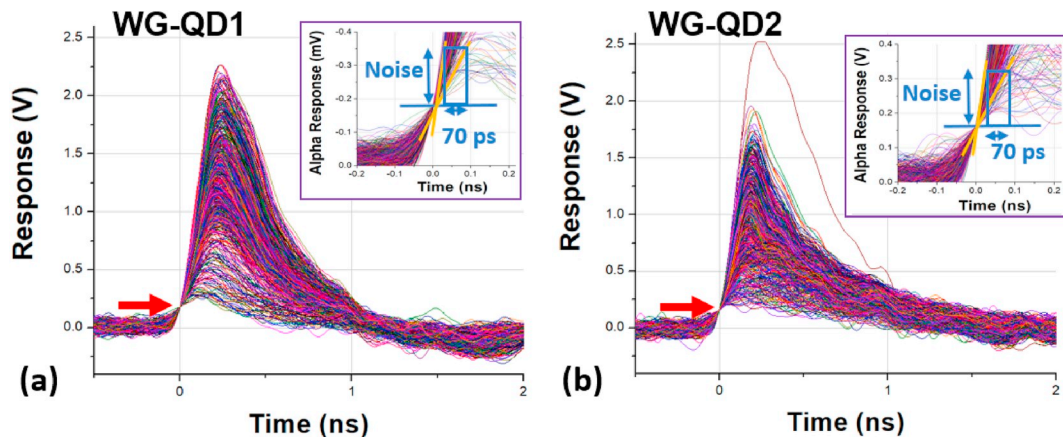 WG-QD1
2.5
2.0
1.5
1.0
0.5
0.0
Response (V)
0
1
2
Time (ns)
(a)
-0.4
-0.3
-0.2
-0.1
0.0
Alpha Response (mV)
Noise
70 ps
-0.2
-0.1
0.0
0.1
0.2
Time (ns)
WG-QD2
2.5
2.0
1.5
1.0
0.5
0.0
Response (V)
0
1
2
Time (ns)
(b)
0.4
0.3
0.2
0.1
0.0
Alpha Response (V)
Noise
70 ps
-0.2
-0.1
0.0
0.1
0.2
Time (ns)